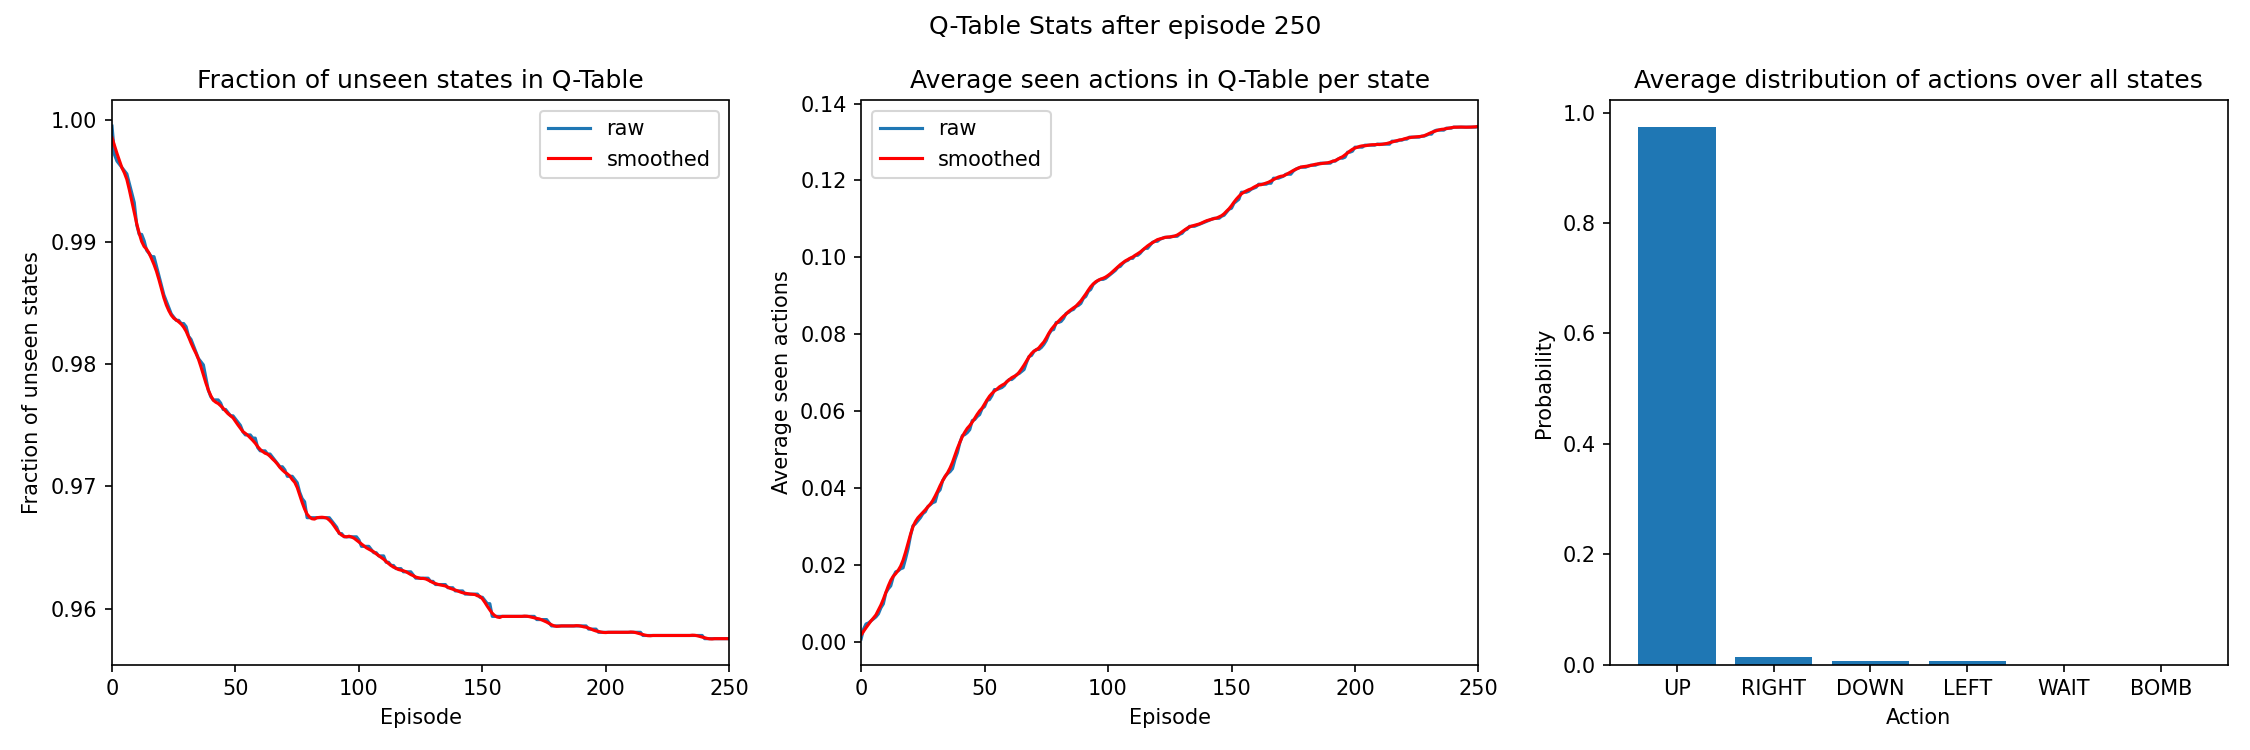 Q-Table Stats after episode 250
Fraction of unseen states in Q-Table
1.00
0.99
0.98
0.97
0.96
Fraction of unseen states
raw
smoothed
0 50 100 150 200 250
Episode
Average seen actions in Q-Table per state
0.14
0.12
0.10
0.08
0.06
0.04
0.02
0.00
Average seen actions
raw
smoothed
0 50 100 150 200 250
Episode
Average distribution of actions over all states
1.0
0.8
0.6
0.4
0.2
0.0
Probability
UP RIGHT DOWN LEFT WAIT BOMB
Action